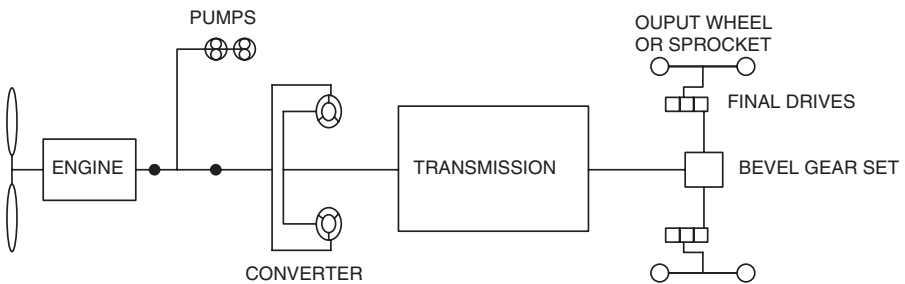 PUMPS
OUPUT WHEEL
OR SPROCKET
FINAL DRIVES
ENGINE
TRANSMISSION
BEVEL GEAR SET
CONVERTER